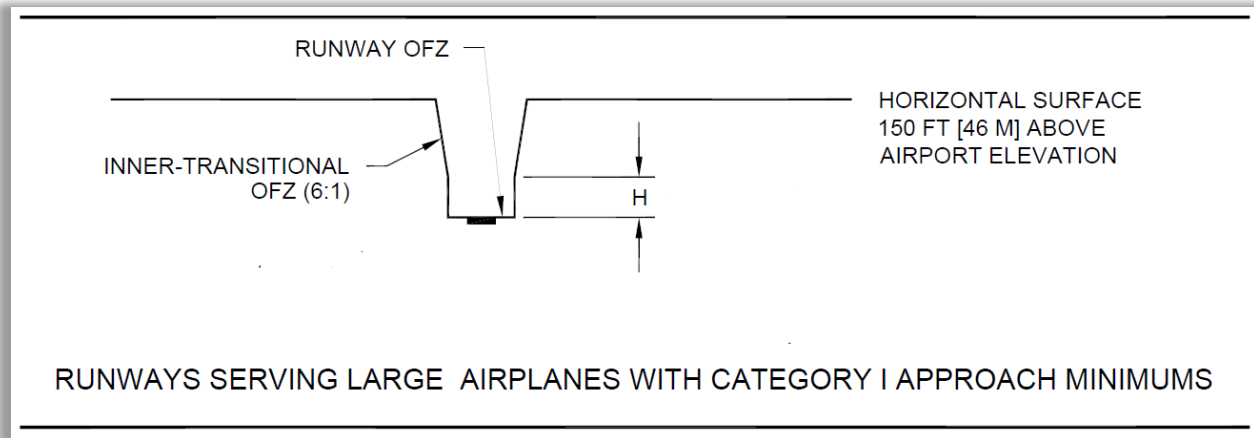 RUNWAY OFZ
HORIZONTAL SURFACE
150 FT [46 M] ABOVE
AIRPORT ELEVATION
INNER-TRANSITIONAL
OFZ (6:1)
H
RUNWAYS SERVING LARGE AIRPLANES WITH CATEGORY I APPROACH MINIMUMS